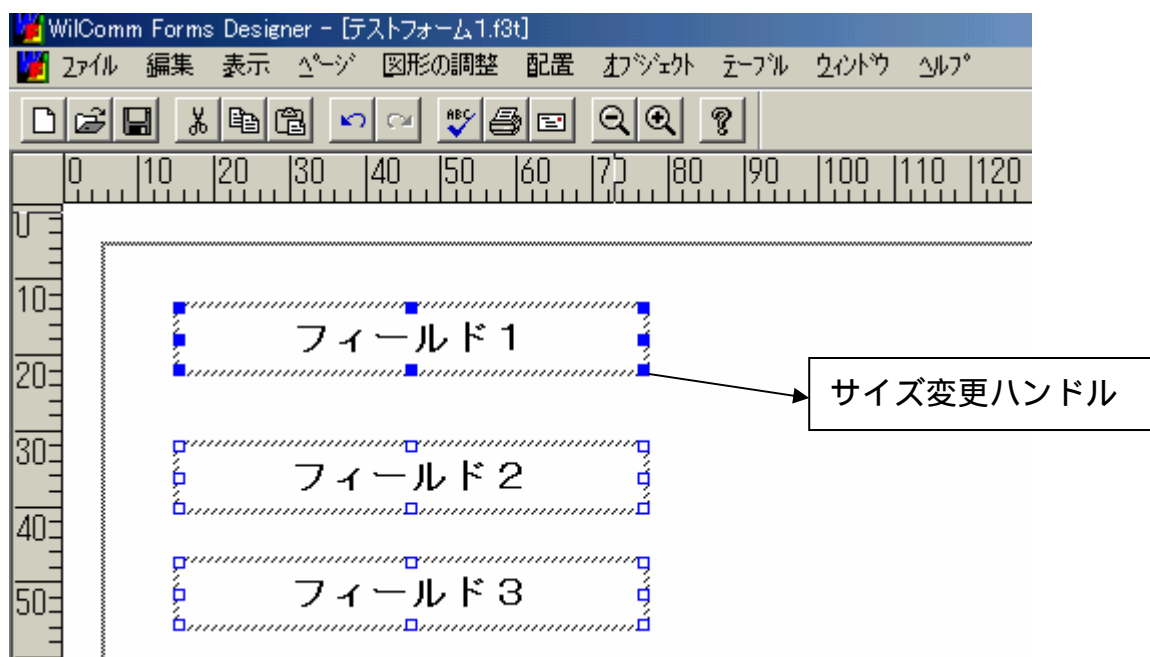 WilComm Forms Designer - [テストフォーム1.f3t]
ファイル 編集 表示 ページ 図形の調整 配置 オブジェクト テーブル ウィンドウ ヘルプ
ABC
0 10 20 30 40 50 60 70 80 90 100 110 120
0
10
フィールド1
20
サイズ変更ハンドル
30
フィールド2
40
フィールド3
50